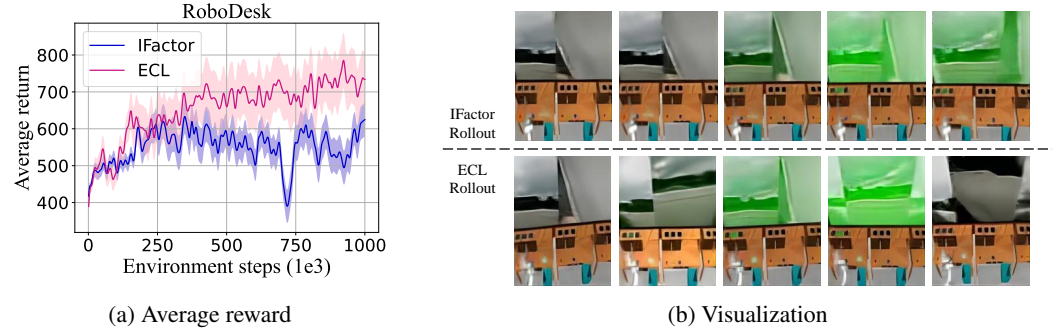 RoboDesk
IFactor
ECL
Average return
800
700
600
500
400
0
250
500
750
1000
Environment steps (1e3)
(a) Average reward
IFactor
Rollout
ECL
Rollout
(b) Visualization